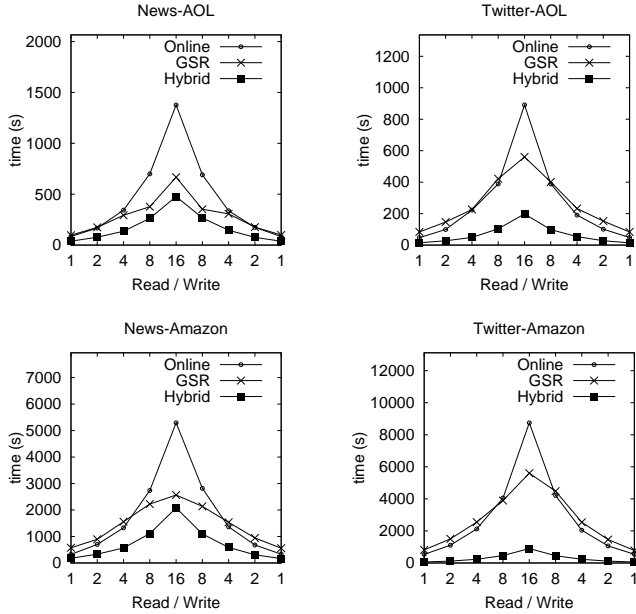 News-AOL
time (s)
2000
1500
1000
500
0
Online
GSR
Hybrid
1 2 4 8 16 8 4 2 1
Read / Write
Twitter-AOL
time (s)
1200
1000
800
600
400
200
0
Online
GSR
Hybrid
1 2 4 8 16 8 4 2 1
Read / Write
News-Amazon
time (s)
7000
6000
5000
4000
3000
2000
1000
0
Online
GSR
Hybrid
1 2 4 8 16 8 4 2 1
Read / Write
Twitter-Amazon
time (s)
12000
10000
8000
6000
4000
2000
0
Online
GSR
Hybrid
1 2 4 8 16 8 4 2 1
Read / Write